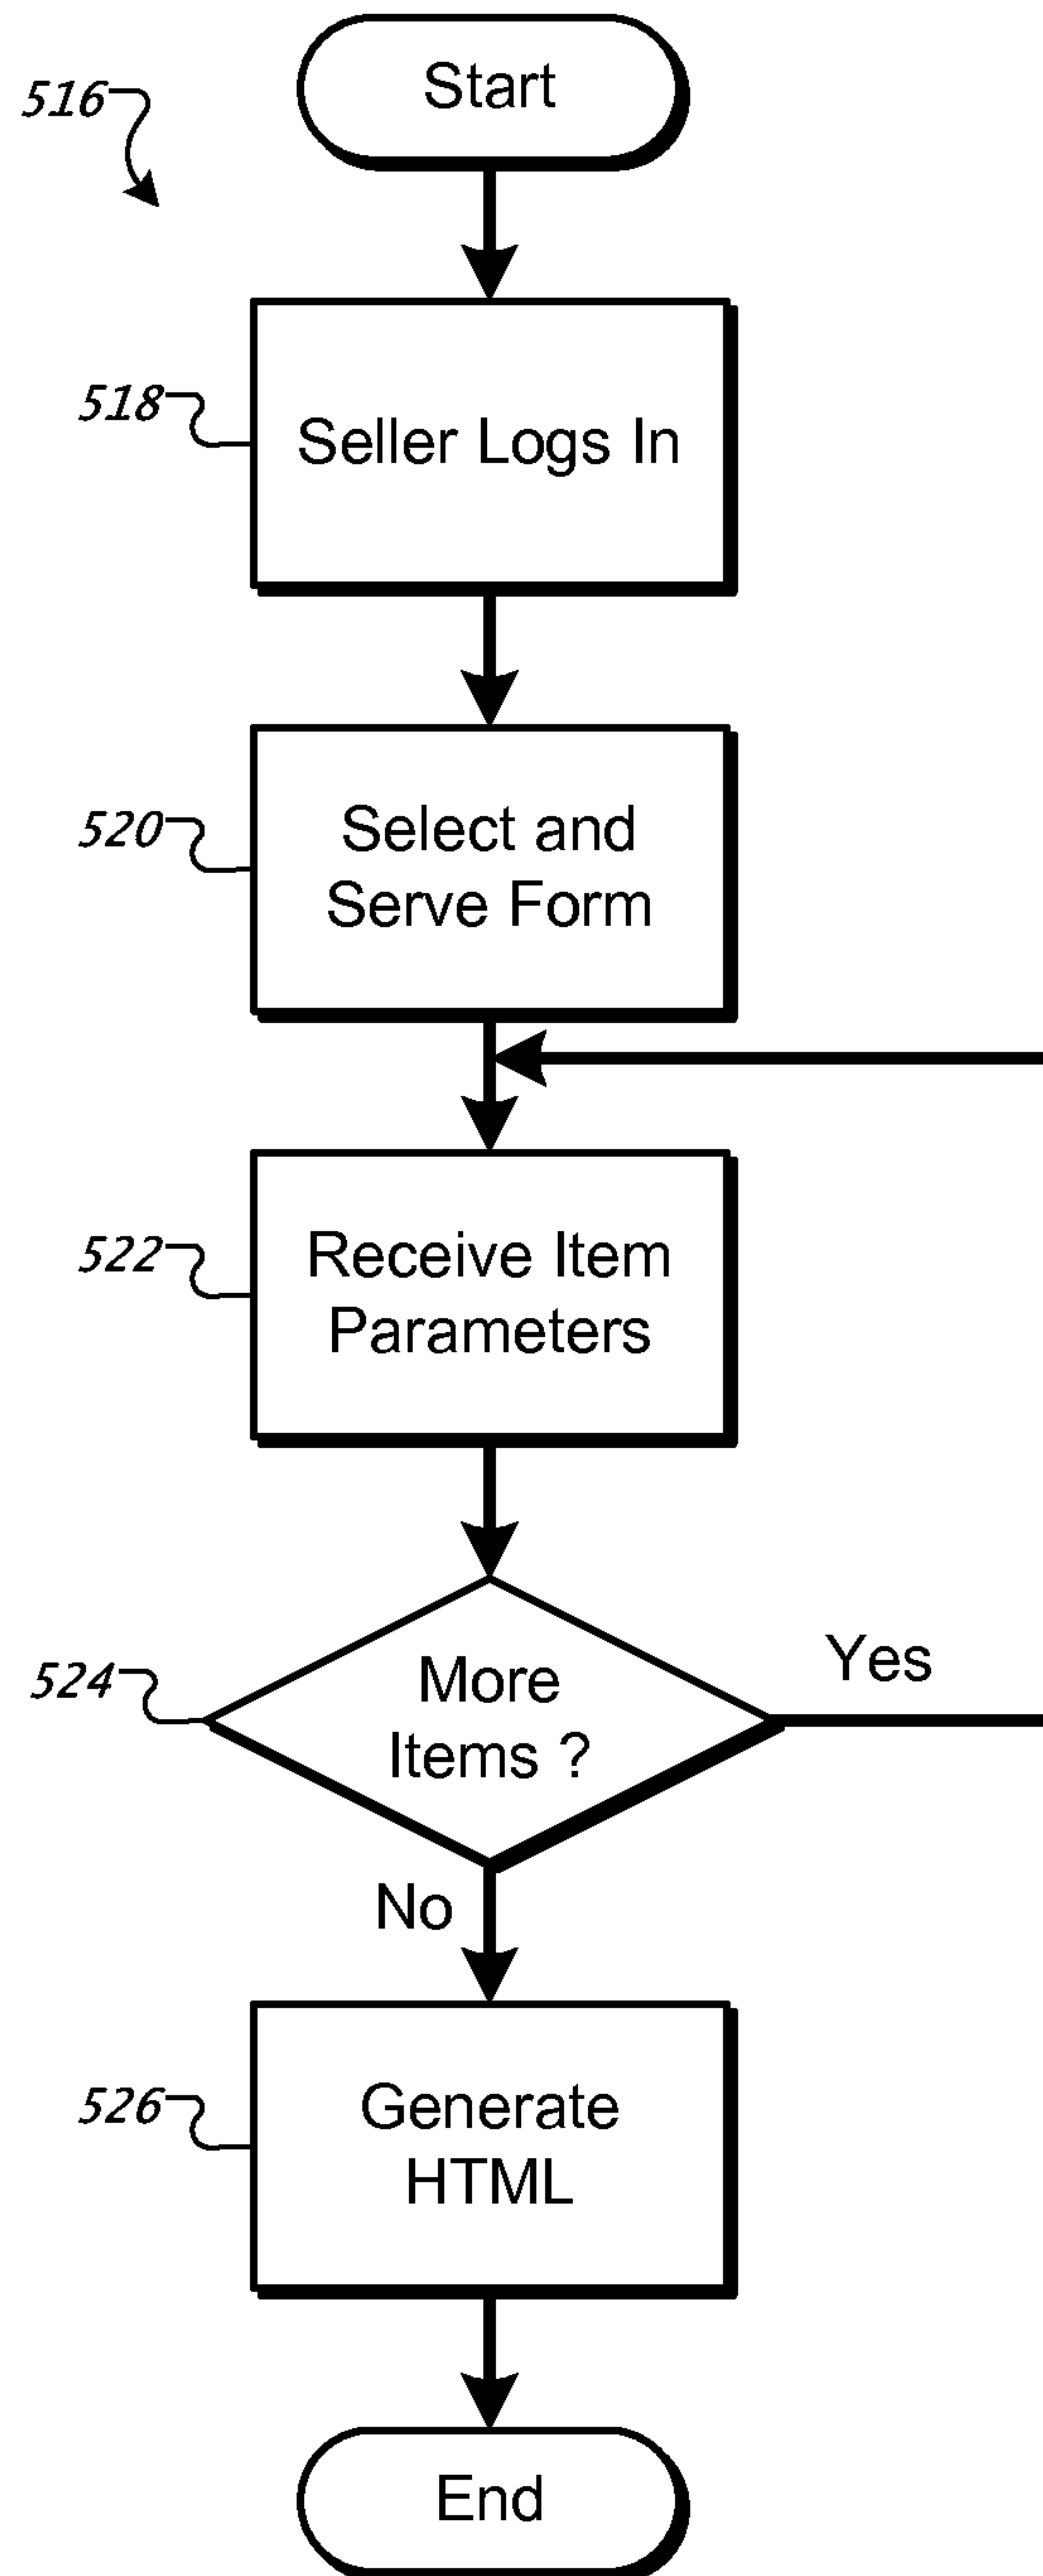 Start
516
518
Seller Logs In
520
Select and
Serve Form
522
Receive Item
Parameters
524
More
Items ?
Yes
No
526
Generate
HTML
End